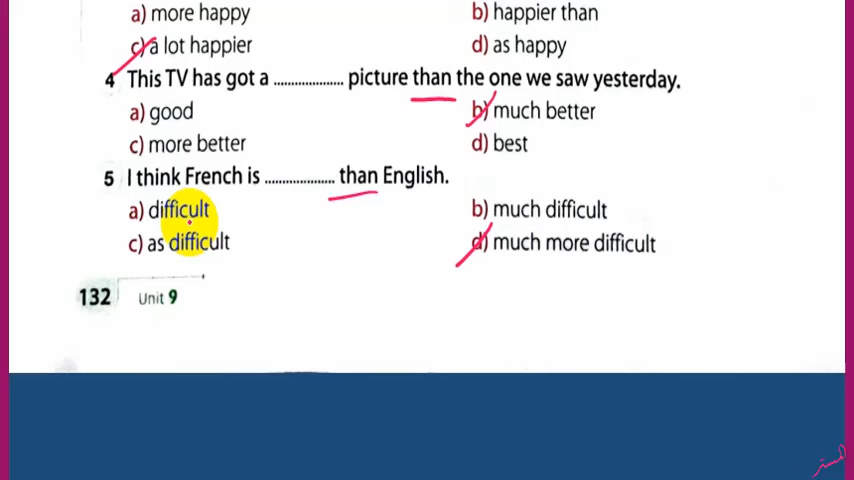 a) more happy b) happier than
c) a lot happier d) as happy
4 This TV has got a .................... picture than the one we saw yesterday.
a) good b) much better
c) more better d) best
5 I think French is .................... than English.
a) difficult b) much difficult
c) as difficult d) much more difficult
132 Unit 9